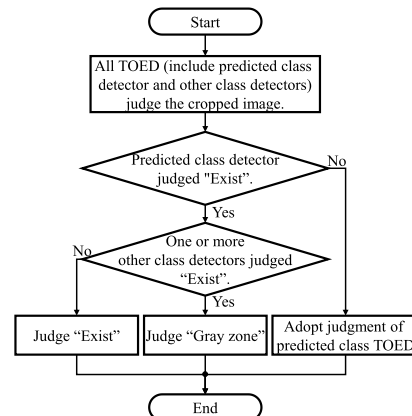 Start
All TOED (include predicted class
detector and other class detectors)
judge the cropped image.
Predicted class detector
judged "Exist”.
No
Yes
One or more
other class detectors judged
“Exist”.
No
Yes
Judge “Exist”
Judge “Gray zone”
Adopt judgment of
predicted class TOED
End